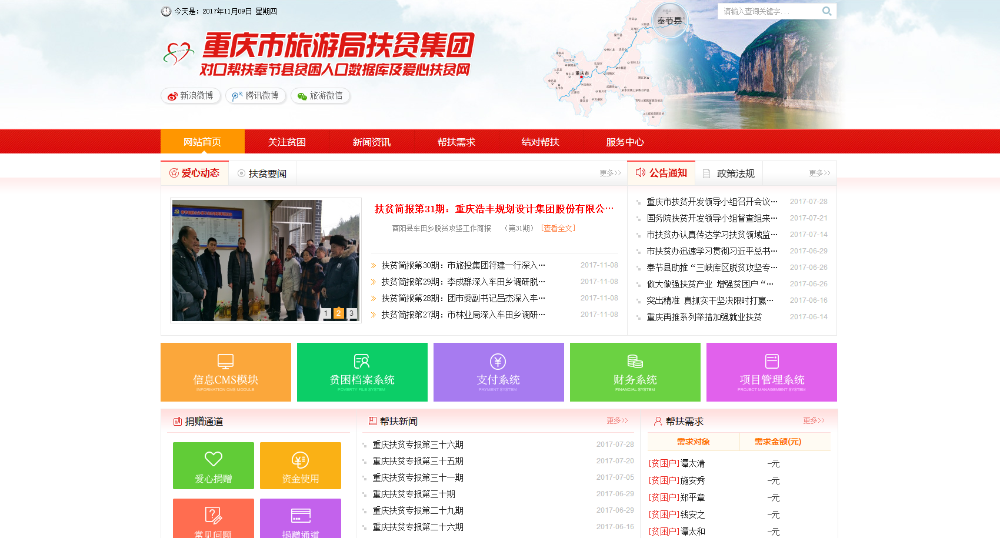 今天是：2017年11月09日 星期四
请输入查询关键字...
奉节县
重庆市
重庆市旅游局扶贫集团
对口帮扶奉节县贫困人口数据库及爱心扶贫网
新浪微博 腾讯微博 旅游微信
网站首页 关注贫困 新闻资讯 帮扶需求 结对帮扶 服务中心
爱心动态 扶贫要闻 更多>>
扶贫简报第31期：重庆浩丰规划设计集团股份有限公…
酉阳县车田乡脱贫攻坚工作简报 （第31期） [查看全文]
扶贫简报第30期：市旅投集团符建一行深入… 2017-11-08
扶贫简报第29期：李成群深入车田乡调研脱… 2017-11-08
扶贫简报第28期：团市委副书记吕杰深入车… 2017-11-08
扶贫简报第27期：市林业局深入车田乡调研… 2017-11-08
1 2 3
公告通知 政策法规 更多>>
重庆市扶贫开发领导小组召开会议… 2017-07-28
国务院扶贫开发领导小组督查组来… 2017-07-21
市扶贫办认真传达学习扶贫领域监… 2017-07-14
市扶贫办迅速学习贯彻习近平总书… 2017-06-29
奉节县助推“三峡库区脱贫攻坚专… 2017-06-26
做大做强扶贫产业 增强贫困户“… 2017-06-26
突出精准 真抓实干坚决限时打赢… 2017-06-16
重庆再推系列举措加强就业扶贫 2017-06-14
信息CMS模块
INFORMATION CMS MODULE
贫困档案系统
POVERTY FILE SYSTEM
支付系统
PAYMENT SYSTEM
财务系统
FINANCIAL SYSTEM
项目管理系统
PROJECT MANAGEMENT SYSTEM
捐赠通道
爱心捐赠 资金使用
常见问题 捐赠通道
帮扶新闻 更多>>
重庆扶贫专报第三十六期 2017-07-28
重庆扶贫专报第三十五期 2017-07-20
重庆扶贫专报第三十一期 2017-07-05
重庆扶贫专报第三十期 2017-06-29
重庆扶贫专报第二十九期 2017-06-29
重庆扶贫专报第二十六期 2017-06-16
帮扶需求 更多>>
需求对象 需求金额(元)
[贫困户]谭太清 --元
[贫困户]施安秀 --元
[贫困户]郑平章 --元
[贫困户]钱安之 --元
[贫困户]谭太和 --元